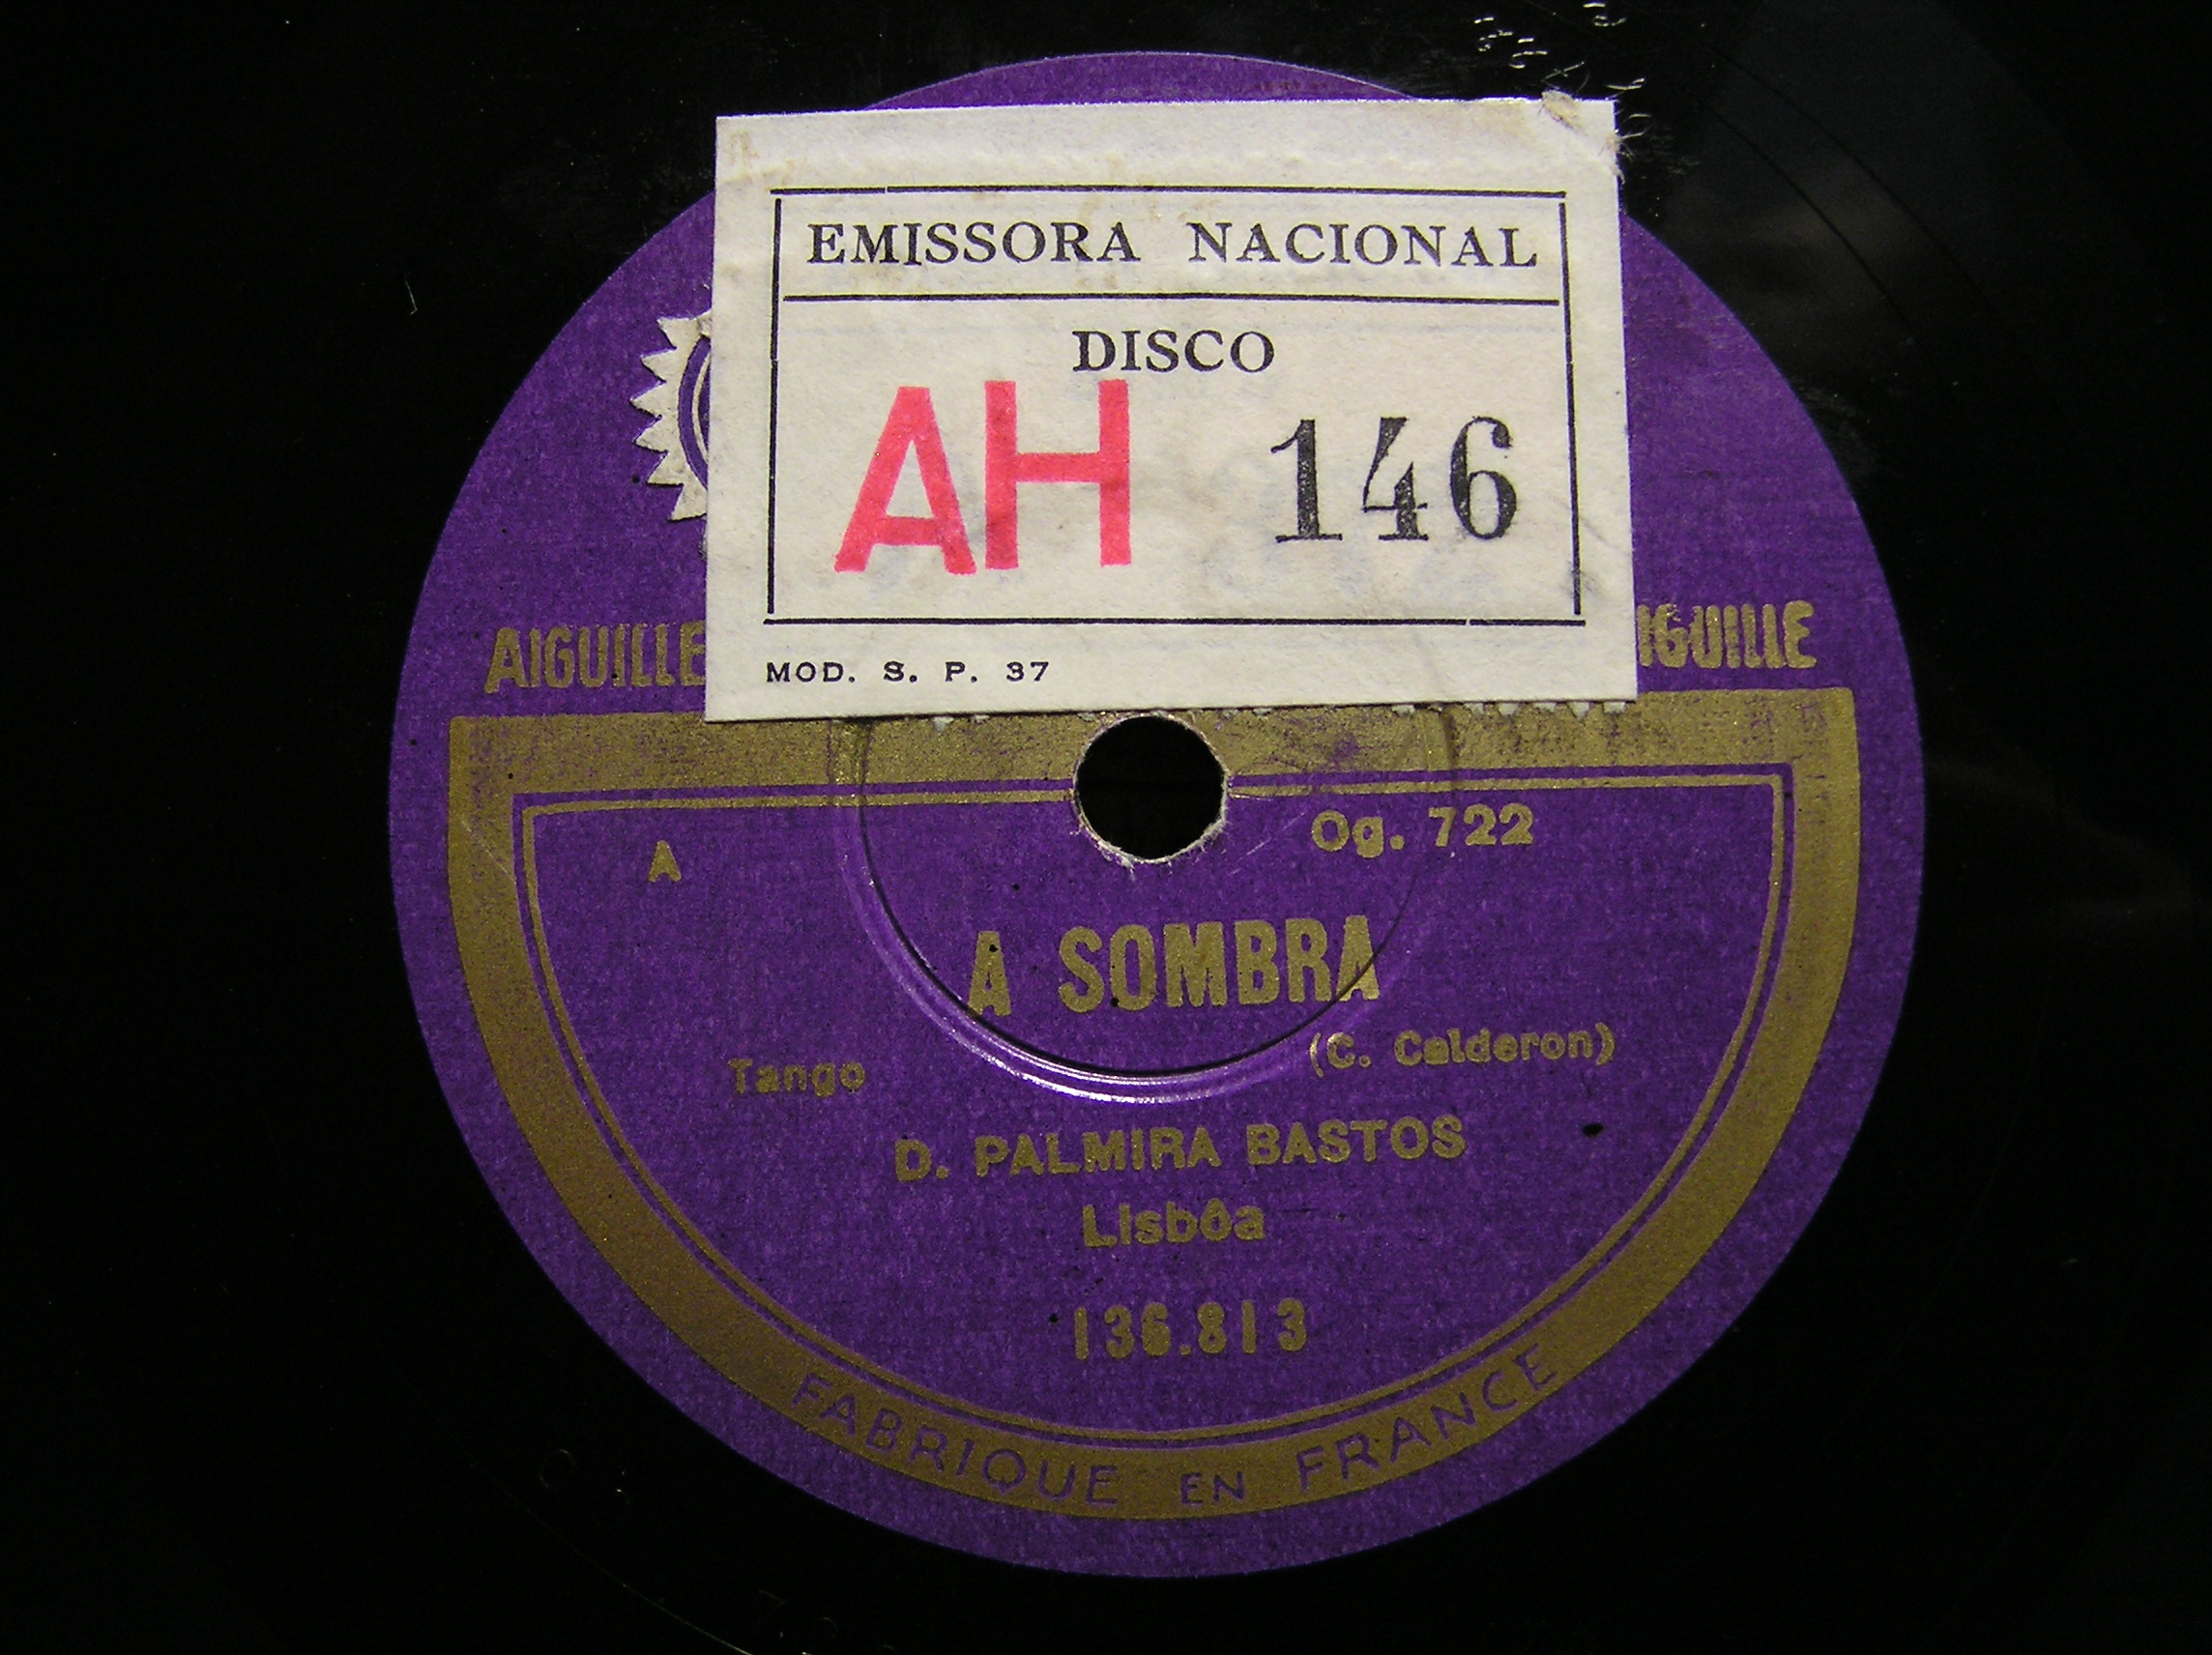 EMISSORA NACIONAL
DISCO
AH 146
MOD. S. P. 37
AIGUILLE
A
Og. 722
A SOMBRA
Tango
(C. Calderon)
D. PALMIRA BASTOS
Lisbôa
136.813
FABRIQUE EN FRANCE